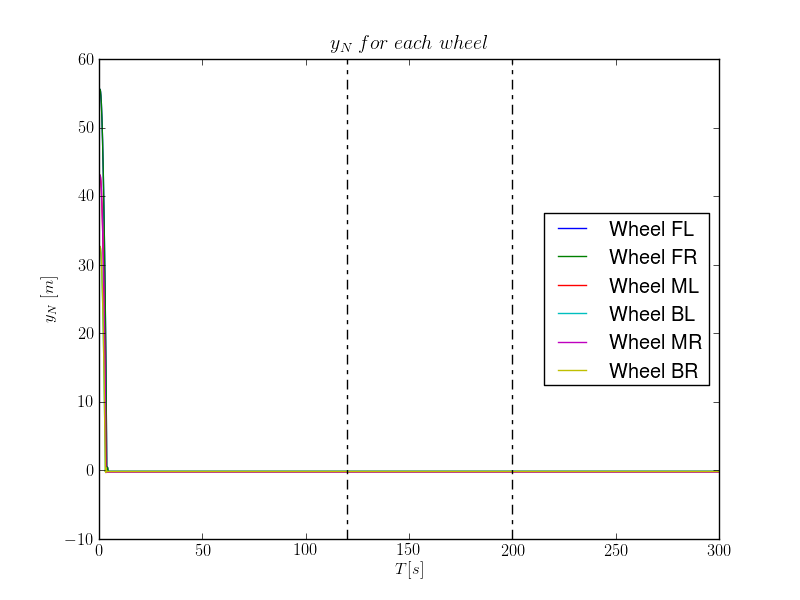 y_N for each wheel
60
50
40
30
20
10
0
−10
y_N [m]
0 50 100 150 200 250 300
T[s]
Wheel FL
Wheel FR
Wheel ML
Wheel BL
Wheel MR
Wheel BR